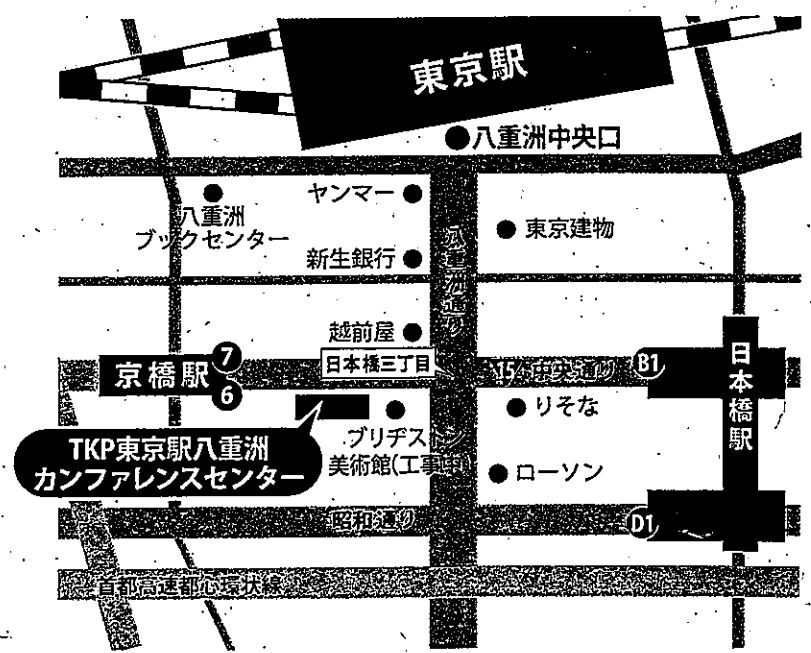 東京駅
八重洲中央口
ヤンマー
八重洲
ブックセンター
東京建物
新生銀行
八重洲通り
越前屋
日本橋三丁目
15 中央通り
B1
日本橋駅
京橋駅
7
6
りそな
ブリヂストン
美術館(工事中)
TKP東京駅八重洲
カンファレンスセンター
ローソン
昭和通り
D1
首都高速都心環状線